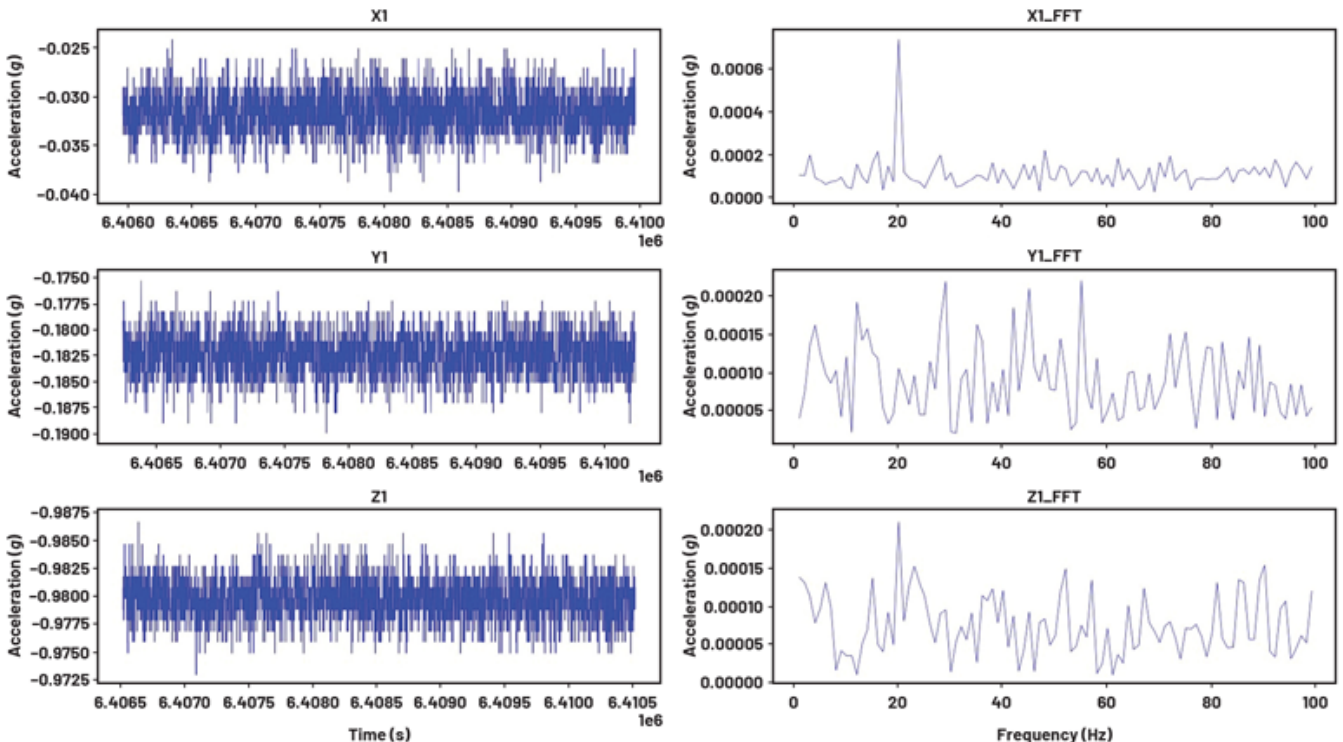 X1
Acceleration (g)
−0.025
−0.030
−0.035
−0.040
6.4060 6.4065 6.4070 6.4075 6.4080 6.4085 6.4090 6.4095 6.4100
1e6
X1_FFT
Acceleration (g)
0.0006
0.0004
0.0002
0.0000
0 20 40 60 80 100
Y1
Acceleration (g)
−0.1750
−0.1775
−0.1800
−0.1825
−0.1850
−0.1875
−0.1900
6.4065 6.4070 6.4075 6.4080 6.4085 6.4090 6.4095 6.4100
1e6
Y1_FFT
Acceleration (g)
0.00020
0.00015
0.00010
0.00005
0 20 40 60 80 100
Z1
Acceleration (g)
−0.9875
−0.9850
−0.9825
−0.9800
−0.9775
−0.9750
−0.9725
6.4065 6.4070 6.4075 6.4080 6.4085 6.4090 6.4095 6.4100 6.4105
1e6
Time (s)
Z1_FFT
Acceleration (g)
0.00020
0.00015
0.00010
0.00005
0.00000
0 20 40 60 80 100
Frequency (Hz)